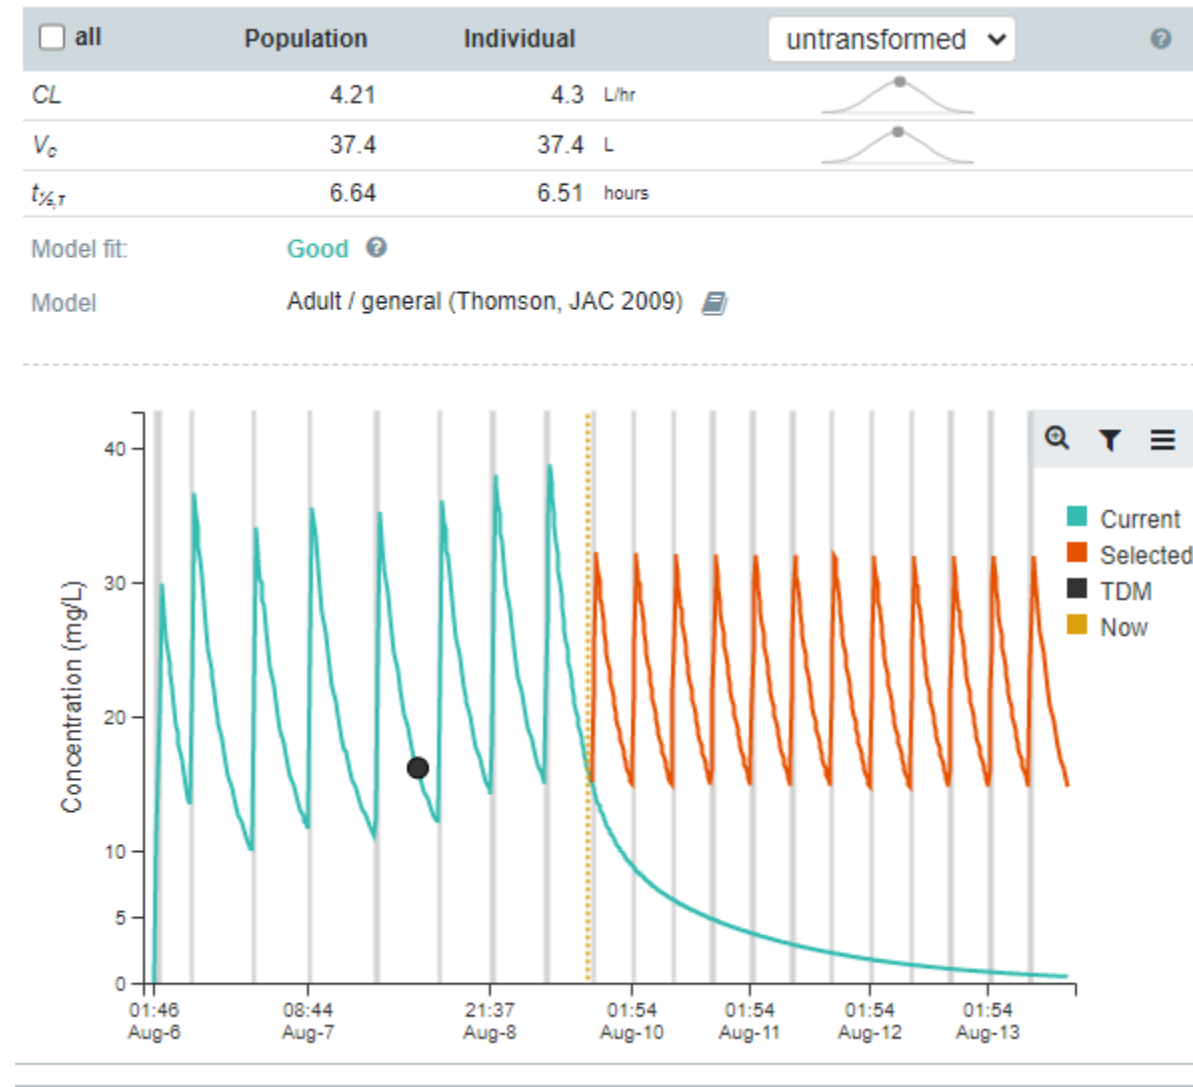 all Population Individual untransformed
CL 4.21 4.3 L/hr
Vc 37.4 37.4 L
t½,τ 6.64 6.51 hours
Model fit: Good ?
Model Adult / general (Thomson, JAC 2009)
Concentration (mg/L)
40
30
20
10
5
0
Current
Selected
TDM
Now
01:46 08:44 21:37 01:54 01:54 01:54 01:54
Aug-6 Aug-7 Aug-8 Aug-10 Aug-11 Aug-12 Aug-13